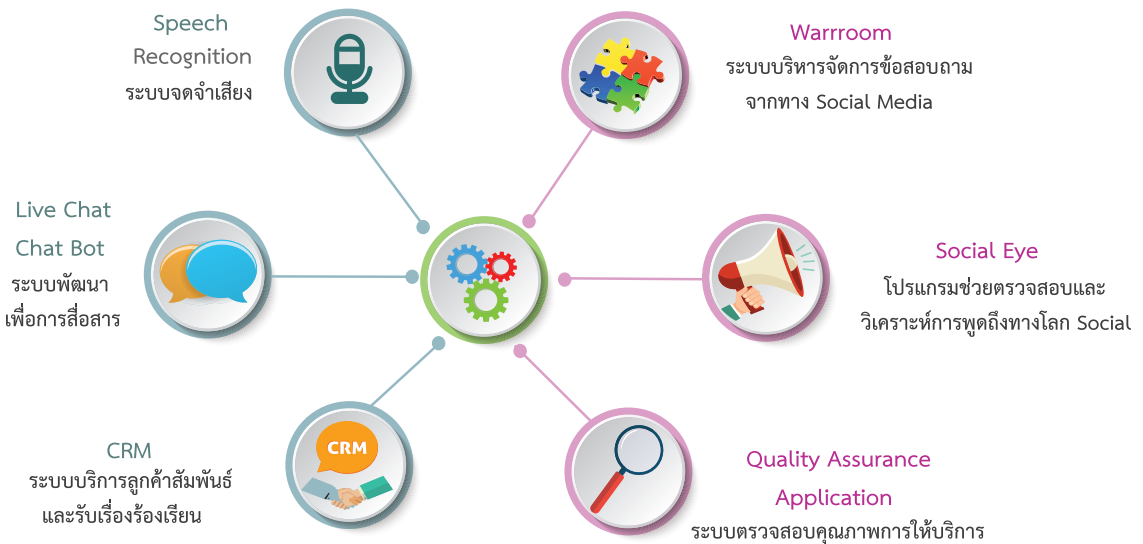 Speech
Recognition
ระบบจดจำเสียง
Warrroom
ระบบบริหารจัดการข้อสอบถาม
จากทาง Social Media
Live Chat
Chat Bot
ระบบพัฒนา
เพื่อการสื่อสาร
Social Eye
โปรแกรมช่วยตรวจสอบและ
วิเคราะห์การพูดถึงทางโลก Social
CRM
ระบบบริการลูกค้าสัมพันธ์
และรับเรื่องร้องเรียน
CRM
Quality Assurance
Application
ระบบตรวจสอบคุณภาพการให้บริการ